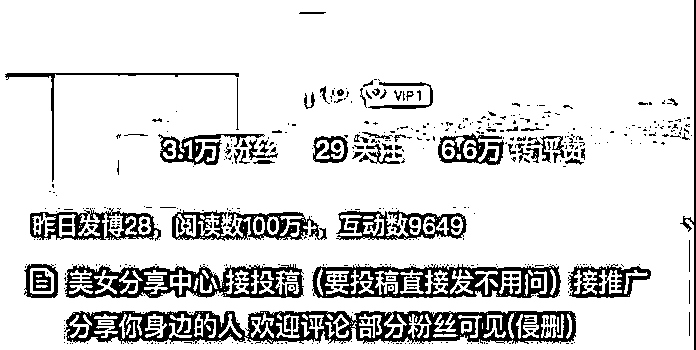 VIP1
3.1万 粉丝 29 关注 6.6万 转评赞
昨日发博28，阅读数100万+，互动数9649
美女分享中心 接投稿（要投稿直接发不用问）接推广
分享你身边的人 欢迎评论 部分粉丝可见(侵删)